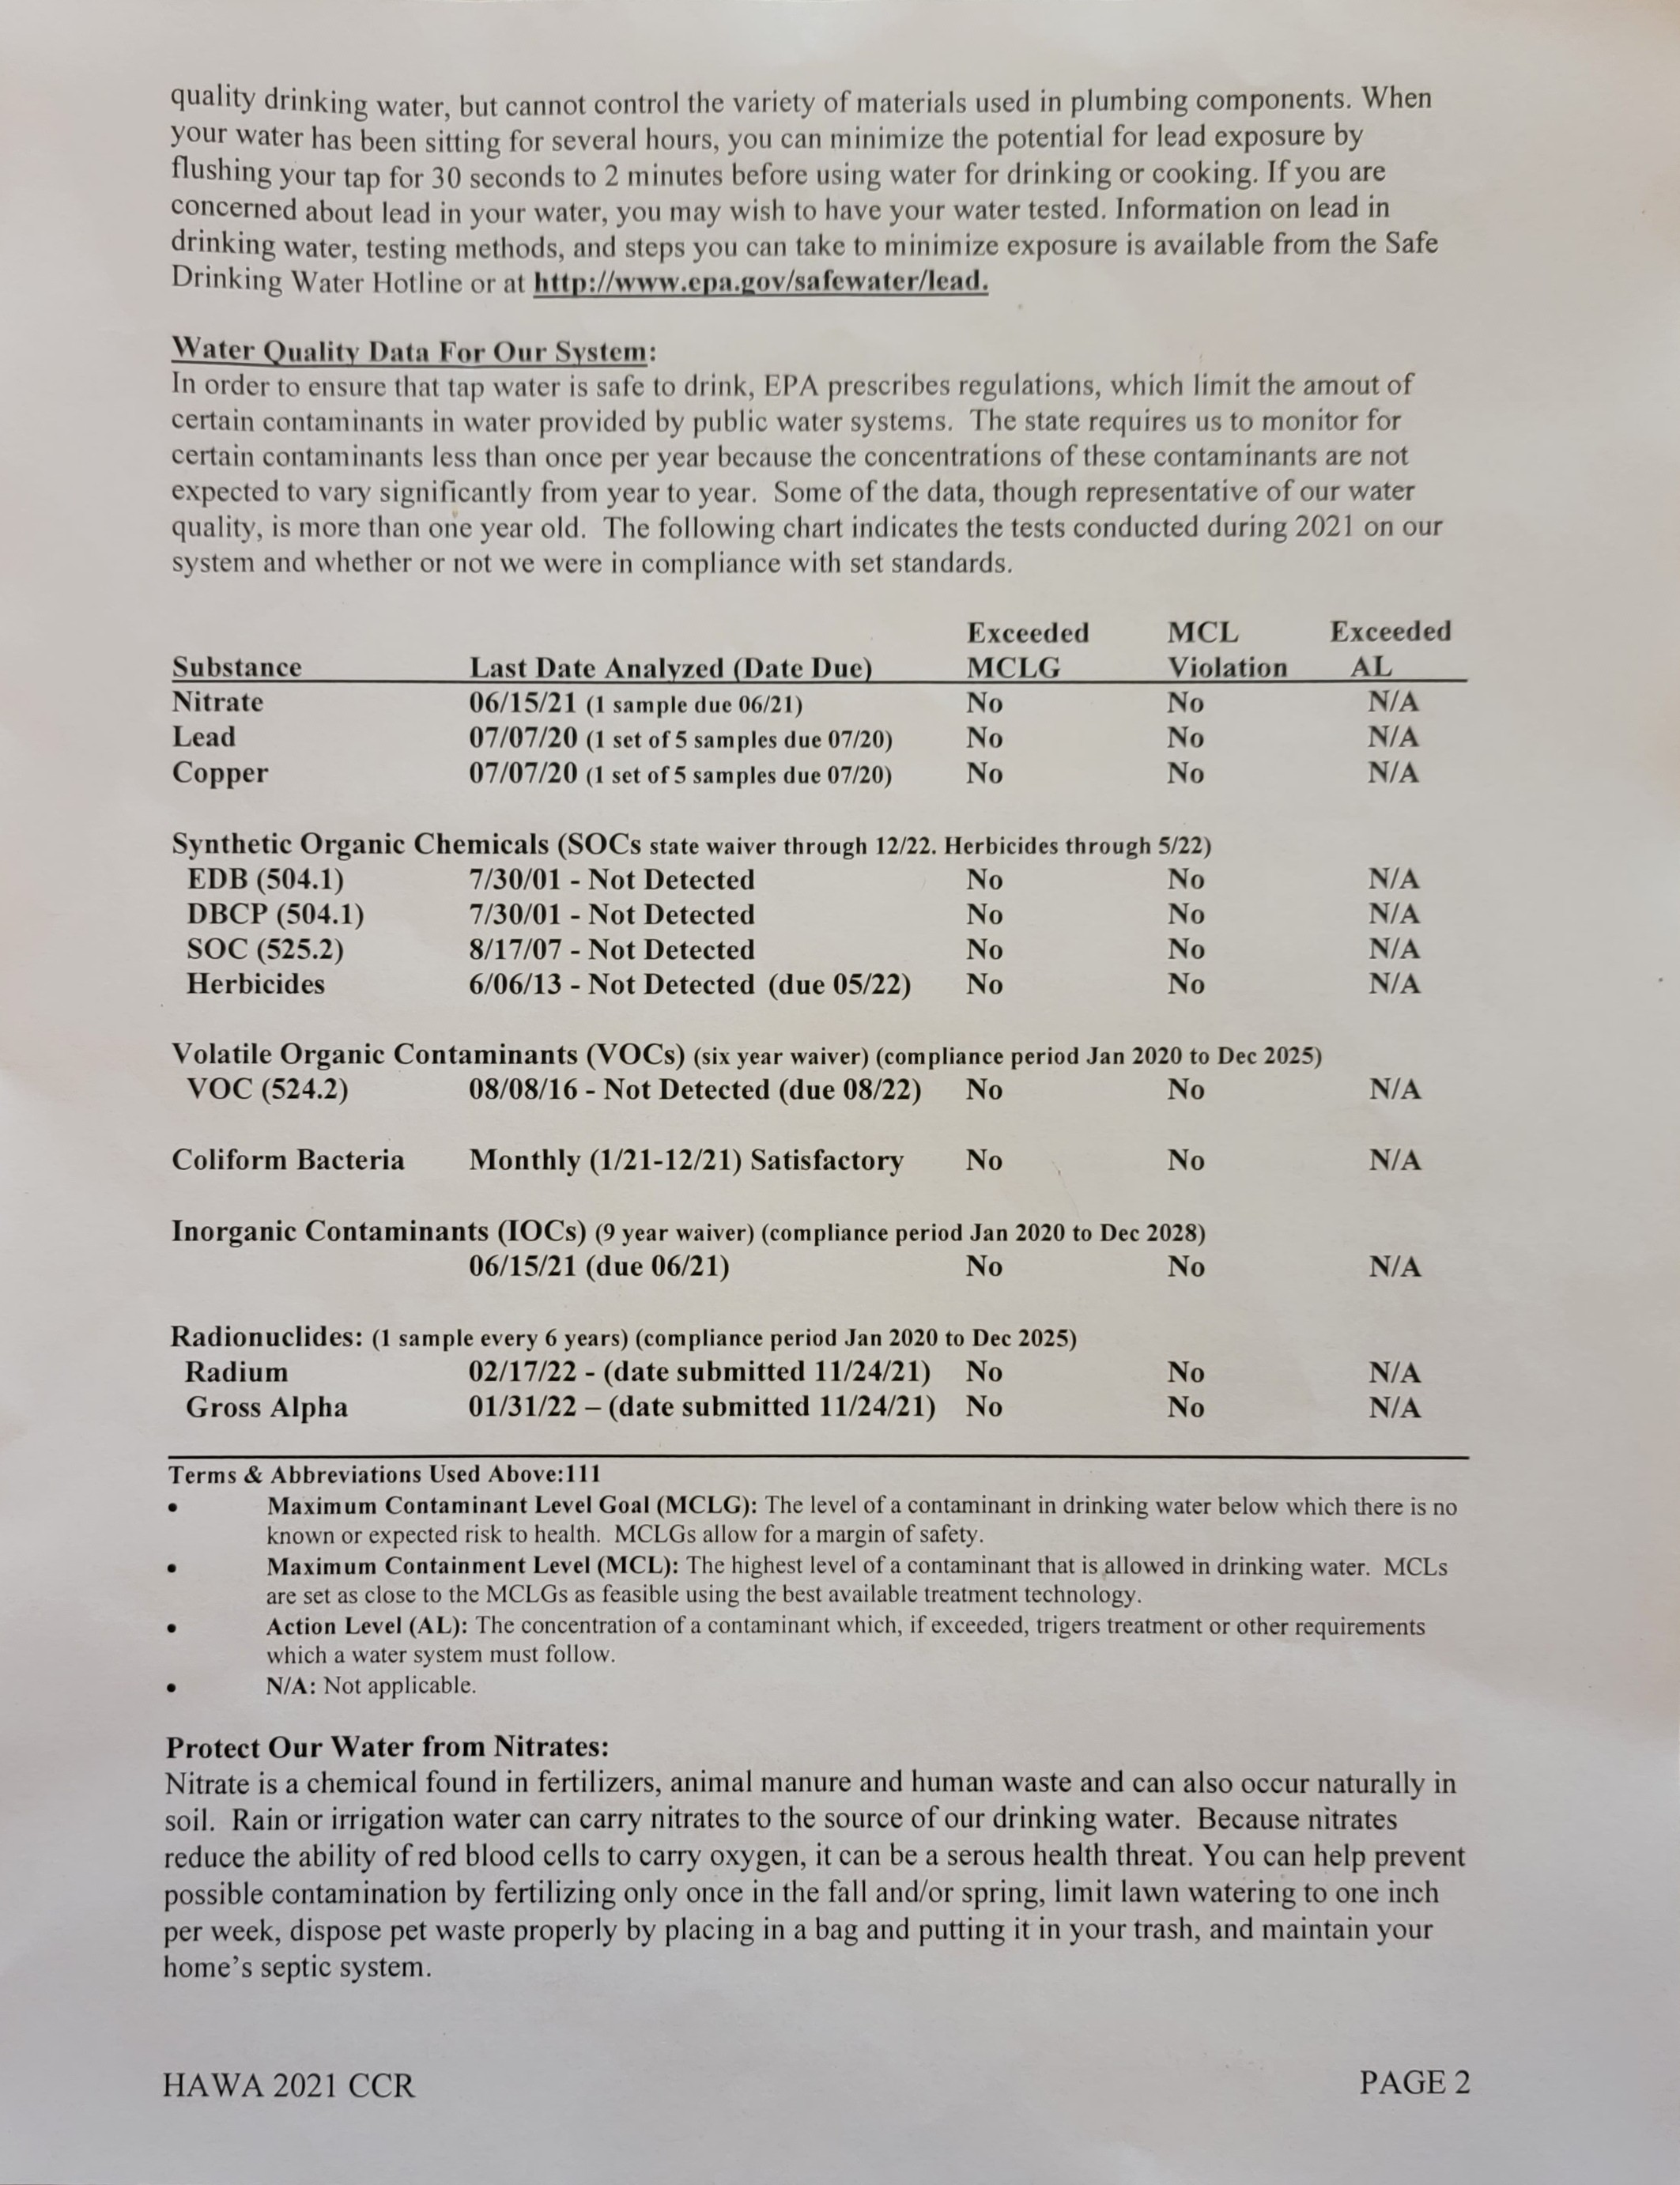 quality drinking water, but cannot control the variety of materials used in plumbing components. When
your water has been sitting for several hours, you can minimize the potential for lead exposure by
flushing your tap for 30 seconds to 2 minutes before using water for drinking or cooking. If you are
concerned about lead in your water, you may wish to have your water tested. Information on lead in
drinking water, testing methods, and steps you can take to minimize exposure is available from the Safe
Drinking Water Hotline or at http://www.epa.gov/safewater/lead.
Water Quality Data For Our System:
In order to ensure that tap water is safe to drink, EPA prescribes regulations, which limit the amout of
certain contaminants in water provided by public water systems. The state requires us to monitor for
certain contaminants less than once per year because the concentrations of these contaminants are not
expected to vary significantly from year to year. Some of the data, though representative of our water
quality, is more than one year old. The following chart indicates the tests conducted during 2021 on our
system and whether or not we were in compliance with set standards.
Exceeded MCL Exceeded
Substance Last Date Analyzed (Date Due) MCLG Violation AL
Nitrate 06/15/21 (1 sample due 06/21) No No N/A
Lead 07/07/20 (1 set of 5 samples due 07/20) No No N/A
Copper 07/07/20 (1 set of 5 samples due 07/20) No No N/A
Synthetic Organic Chemicals (SOCs state waiver through 12/22. Herbicides through 5/22)
EDB (504.1) 7/30/01 - Not Detected No No N/A
DBCP (504.1) 7/30/01 - Not Detected No No N/A
SOC (525.2) 8/17/07 - Not Detected No No N/A
Herbicides 6/06/13 - Not Detected (due 05/22) No No N/A
Volatile Organic Contaminants (VOCs) (six year waiver) (compliance period Jan 2020 to Dec 2025)
VOC (524.2) 08/08/16 - Not Detected (due 08/22) No No N/A
Coliform Bacteria Monthly (1/21-12/21) Satisfactory No No N/A
Inorganic Contaminants (IOCs) (9 year waiver) (compliance period Jan 2020 to Dec 2028)
06/15/21 (due 06/21) No No N/A
Radionuclides: (1 sample every 6 years) (compliance period Jan 2020 to Dec 2025)
Radium 02/17/22 - (date submitted 11/24/21) No No N/A
Gross Alpha 01/31/22 – (date submitted 11/24/21) No No N/A
Terms & Abbreviations Used Above:111
• Maximum Contaminant Level Goal (MCLG): The level of a contaminant in drinking water below which there is no
known or expected risk to health. MCLGs allow for a margin of safety.
• Maximum Containment Level (MCL): The highest level of a contaminant that is allowed in drinking water. MCLs
are set as close to the MCLGs as feasible using the best available treatment technology.
• Action Level (AL): The concentration of a contaminant which, if exceeded, trigers treatment or other requirements
which a water system must follow.
• N/A: Not applicable.
Protect Our Water from Nitrates:
Nitrate is a chemical found in fertilizers, animal manure and human waste and can also occur naturally in
soil. Rain or irrigation water can carry nitrates to the source of our drinking water. Because nitrates
reduce the ability of red blood cells to carry oxygen, it can be a serous health threat. You can help prevent
possible contamination by fertilizing only once in the fall and/or spring, limit lawn watering to one inch
per week, dispose pet waste properly by placing in a bag and putting it in your trash, and maintain your
home’s septic system.
HAWA 2021 CCR PAGE 2